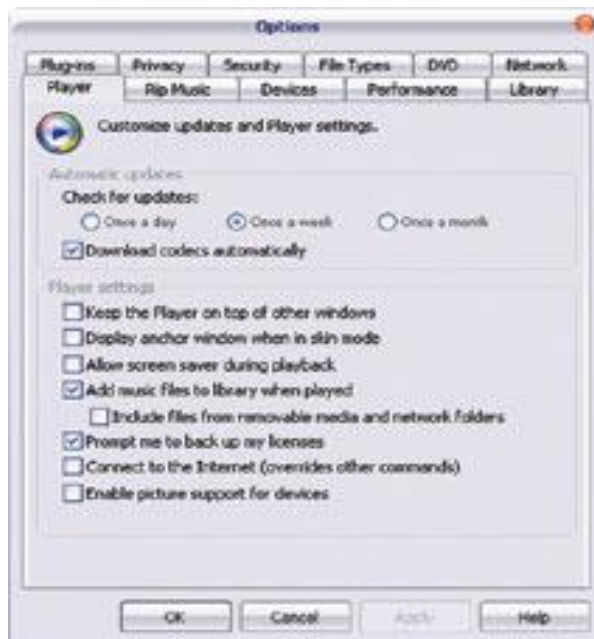 Options
Plug-ins Privacy Security File Types DVD Network
Player Rip Music Devices Performance Library
Customize updates and Player settings.
Automatic updates
Check for updates:
Once a day Once a week Once a month
Download codecs automatically
Player settings
Keep the Player on top of other windows
Display anchor window when in skin mode
Allow screen saver during playback
Add music files to library when played
Include files from removable media and network folders
Prompt me to back up my licenses
Connect to the Internet (overrides other commands)
Enable picture support for devices
OK Cancel Apply Help